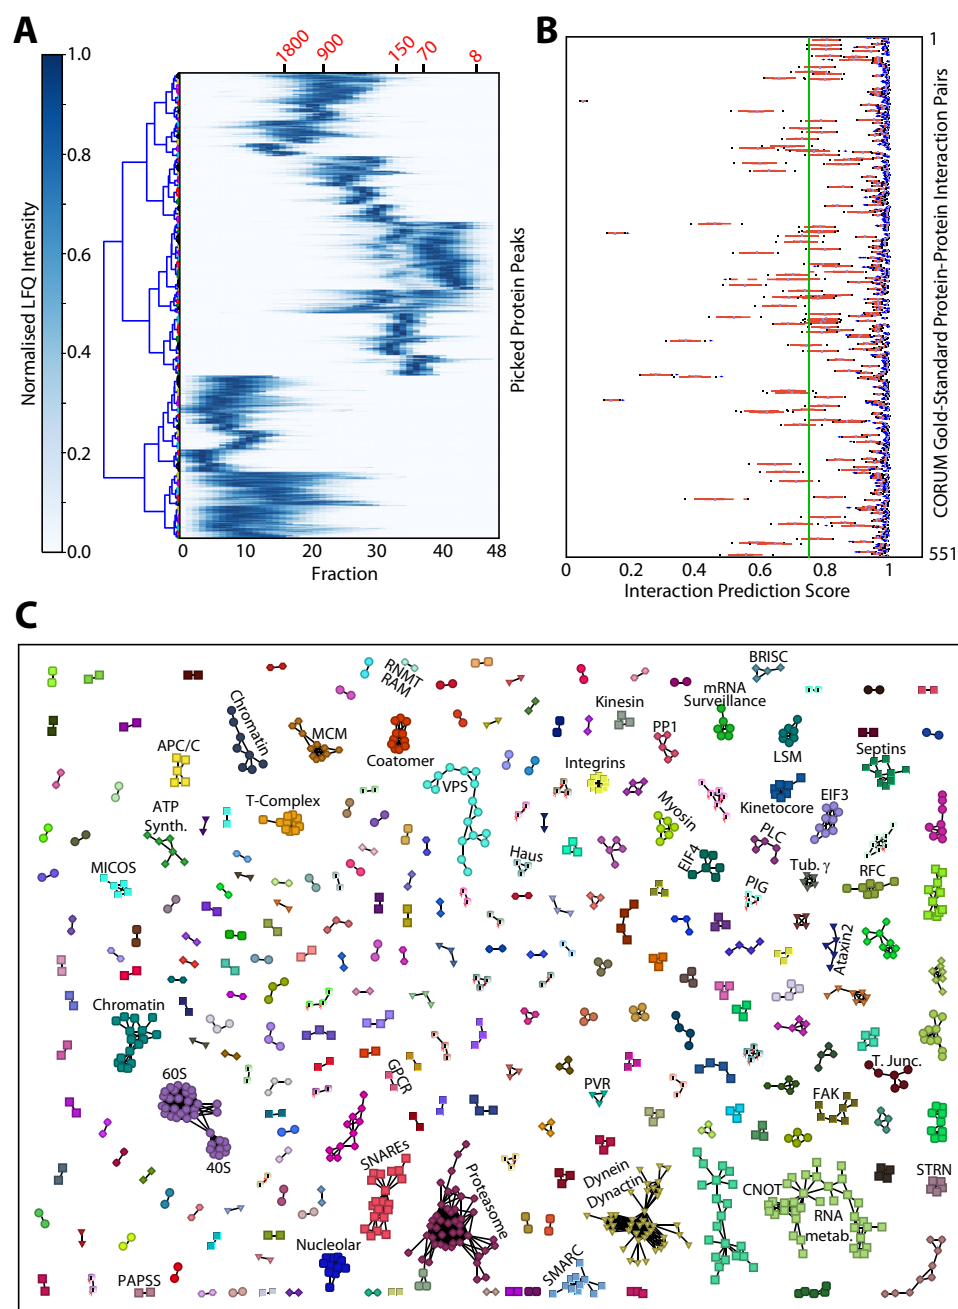 A
1800
900
150
70
8
1.0
0.8
0.6
0.4
0.2
0.0
Normalised LFQ Intensity
Picked Protein Peaks
0
10
20
30
40
48
Fraction
B
1
551
CORUM Gold-Standard Protein-Protein Interaction Pairs
0
0.2
0.4
0.6
0.8
1
Interaction Prediction Score
C
RNMT
RAM
BRISC
Chromatin
MCM
Coatomer
Kinesin
PP1
mRNA
Surveillance
LSM
Septins
APC/C
VPS
Integrins
Kinetocore
EIF3
ATP
Synth.
T-Complex
Myosin
PLC
MICOS
Haus
EIF4
Tub. γ
RFC
PIG
Ataxin2
Chromatin
60S
GPCR
PVR
T. Junc.
FAK
40S
SNAREs
Proteasome
Dynein
Dynactin
CNOT
RNA
metab.
STRN
Nucleolar
PAPSS
SMARC